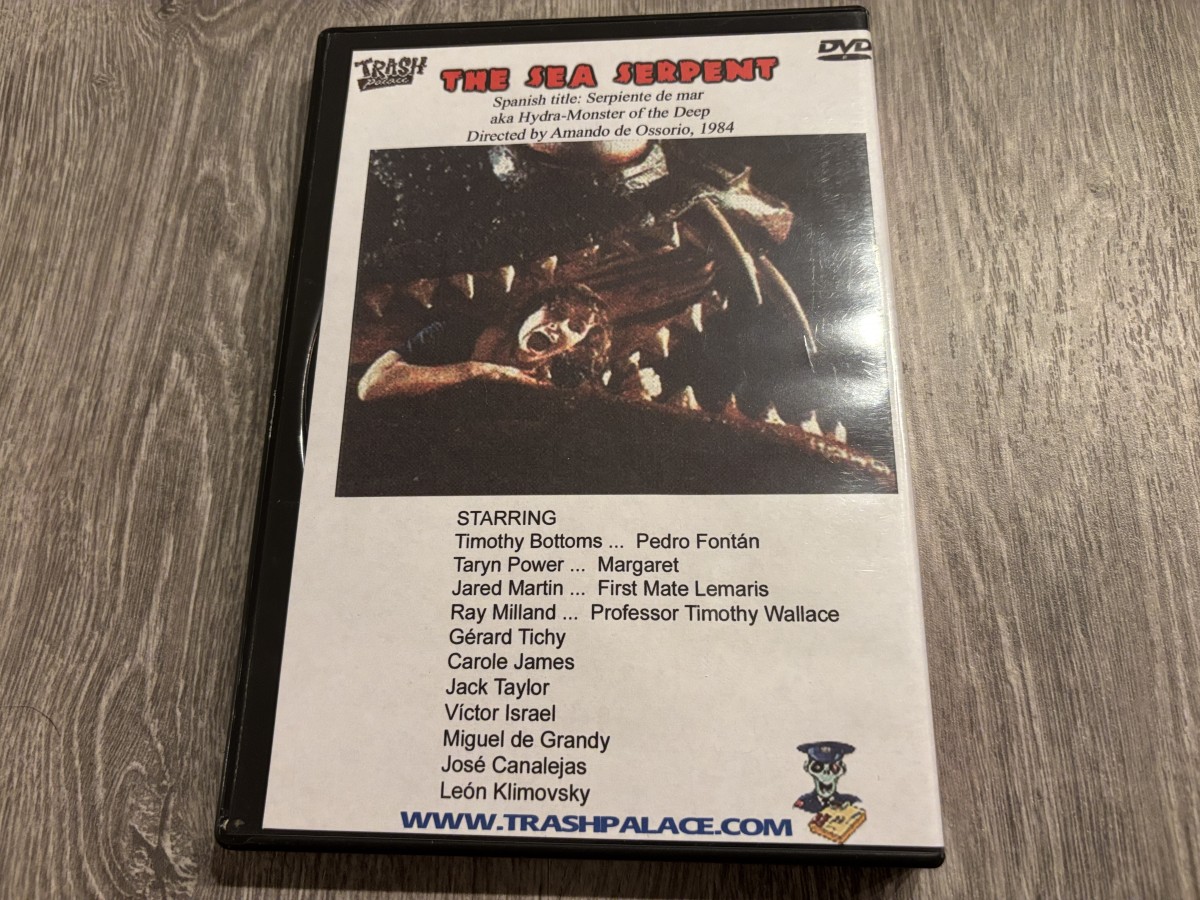 TRASH
Palace
THE SEA SERPENT
DVD
Spanish title: Serpiente de mar
aka Hydra-Monster of the Deep
Directed by Amando de Ossorio, 1984
STARRING
Timothy Bottoms ... Pedro Fontán
Taryn Power ... Margaret
Jared Martin ... First Mate Lemaris
Ray Milland ... Professor Timothy Wallace
Gérard Tichy
Carole James
Jack Taylor
Víctor Israel
Miguel de Grandy
José Canalejas
León Klimovsky
WWW.TRASHPALACE.COM